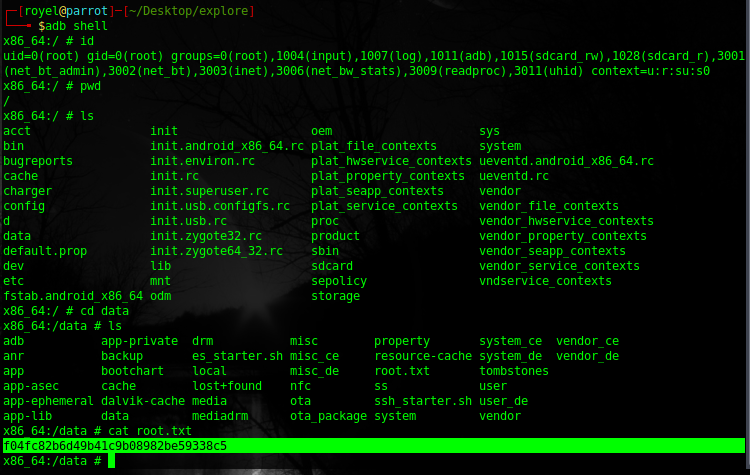 ┌─[royel@parrot]─[~/Desktop/explore]
└──╼ $adb shell
x86_64:/ # id
uid=0(root) gid=0(root) groups=0(root),1004(input),1007(log),1011(adb),1015(sdcard_rw),1028(sdcard_r),3001
(net_bt_admin),3002(net_bt),3003(inet),3006(net_bw_stats),3009(readproc),3011(uhid) context=u:r:su:s0
x86_64:/ # pwd
/
x86_64:/ # ls
acct init oem sys
bin init.android_x86_64.rc plat_file_contexts system
bugreports init.environ.rc plat_hwservice_contexts ueventd.android_x86_64.rc
cache init.rc plat_property_contexts ueventd.rc
charger init.superuser.rc plat_seapp_contexts vendor
config init.usb.configfs.rc plat_service_contexts vendor_file_contexts
d init.usb.rc proc vendor_hwservice_contexts
data init.zygote32.rc product vendor_property_contexts
default.prop init.zygote64_32.rc sbin vendor_seapp_contexts
dev lib sdcard vendor_service_contexts
etc mnt sepolicy vndservice_contexts
fstab.android_x86_64 odm storage
x86_64:/ # cd data
x86_64:/data # ls
adb app-private drm misc property system_ce vendor_ce
anr backup es_starter.sh misc_ce resource-cache system_de vendor_de
app bootchart local misc_de root.txt tombstones
app-asec cache lost+found nfc ss user
app-ephemeral dalvik-cache media ota ssh_starter.sh user_de
app-lib data mediadrm ota_package system vendor
x86_64:/data # cat root.txt
f04fc82b6d49b41c9b08982be59338c5
x86_64:/data #